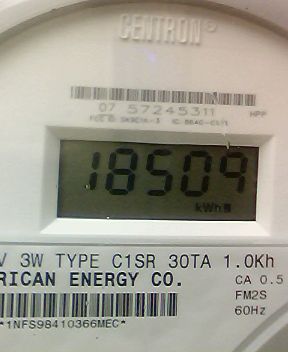 CENTRON®
07 57245311 HPP
18509
kWh
V 3W TYPE C1SR 30TA 1.0Kh
RICAN ENERGY CO. CA 0.5
FM2S
*1NFS98410366MEC* 60Hz